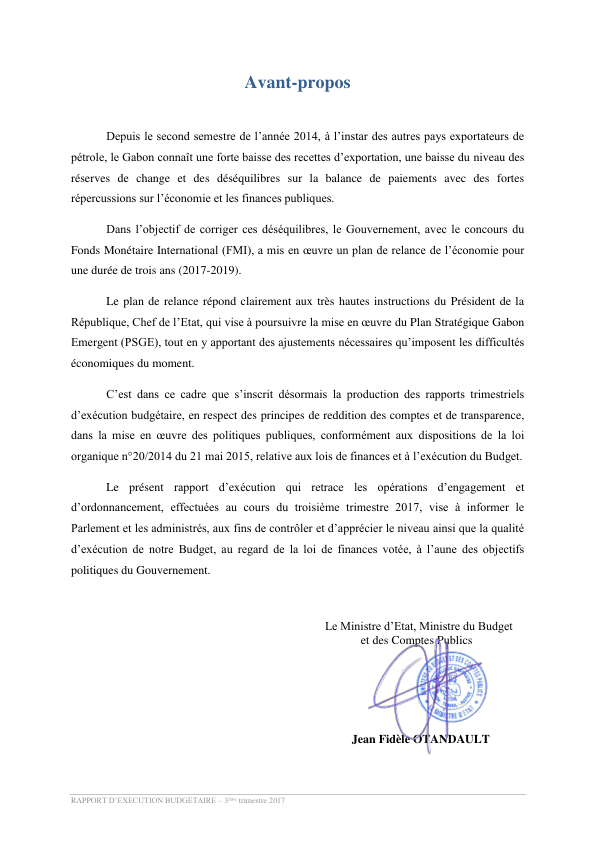 Avant-propos
Depuis le second semestre de l’année 2014, à l’instar des autres pays exportateurs de
pétrole, le Gabon connaît une forte baisse des recettes d’exportation, une baisse du niveau des
réserves de change et des déséquilibres sur la balance de paiements avec des fortes
répercussions sur l’économie et les finances publiques.
Dans l’objectif de corriger ces déséquilibres, le Gouvernement, avec le concours du
Fonds Monétaire International (FMI), a mis en œuvre un plan de relance de l’économie pour
une durée de trois ans (2017-2019).
Le plan de relance répond clairement aux très hautes instructions du Président de la
République, Chef de l’Etat, qui vise à poursuivre la mise en œuvre du Plan Stratégique Gabon
Emergent (PSGE), tout en y apportant des ajustements nécessaires qu’imposent les difficultés
économiques du moment.
C’est dans ce cadre que s’inscrit désormais la production des rapports trimestriels
d’exécution budgétaire, en respect des principes de reddition des comptes et de transparence,
dans la mise en œuvre des politiques publiques, conformément aux dispositions de la loi
organique n°20/2014 du 21 mai 2015, relative aux lois de finances et à l’exécution du Budget.
Le présent rapport d’exécution qui retrace les opérations d’engagement et
d’ordonnancement, effectuées au cours du troisième trimestre 2017, vise à informer le
Parlement et les administrés, aux fins de contrôler et d’apprécier le niveau ainsi que la qualité
d’exécution de notre Budget, au regard de la loi de finances votée, à l’aune des objectifs
politiques du Gouvernement.
Le Ministre d’Etat, Ministre du Budget
et des Comptes Publics
Jean Fidèle OTANDAULT
RAPPORT D’EXECUTION BUDGETAIRE – 3ème trimestre 2017